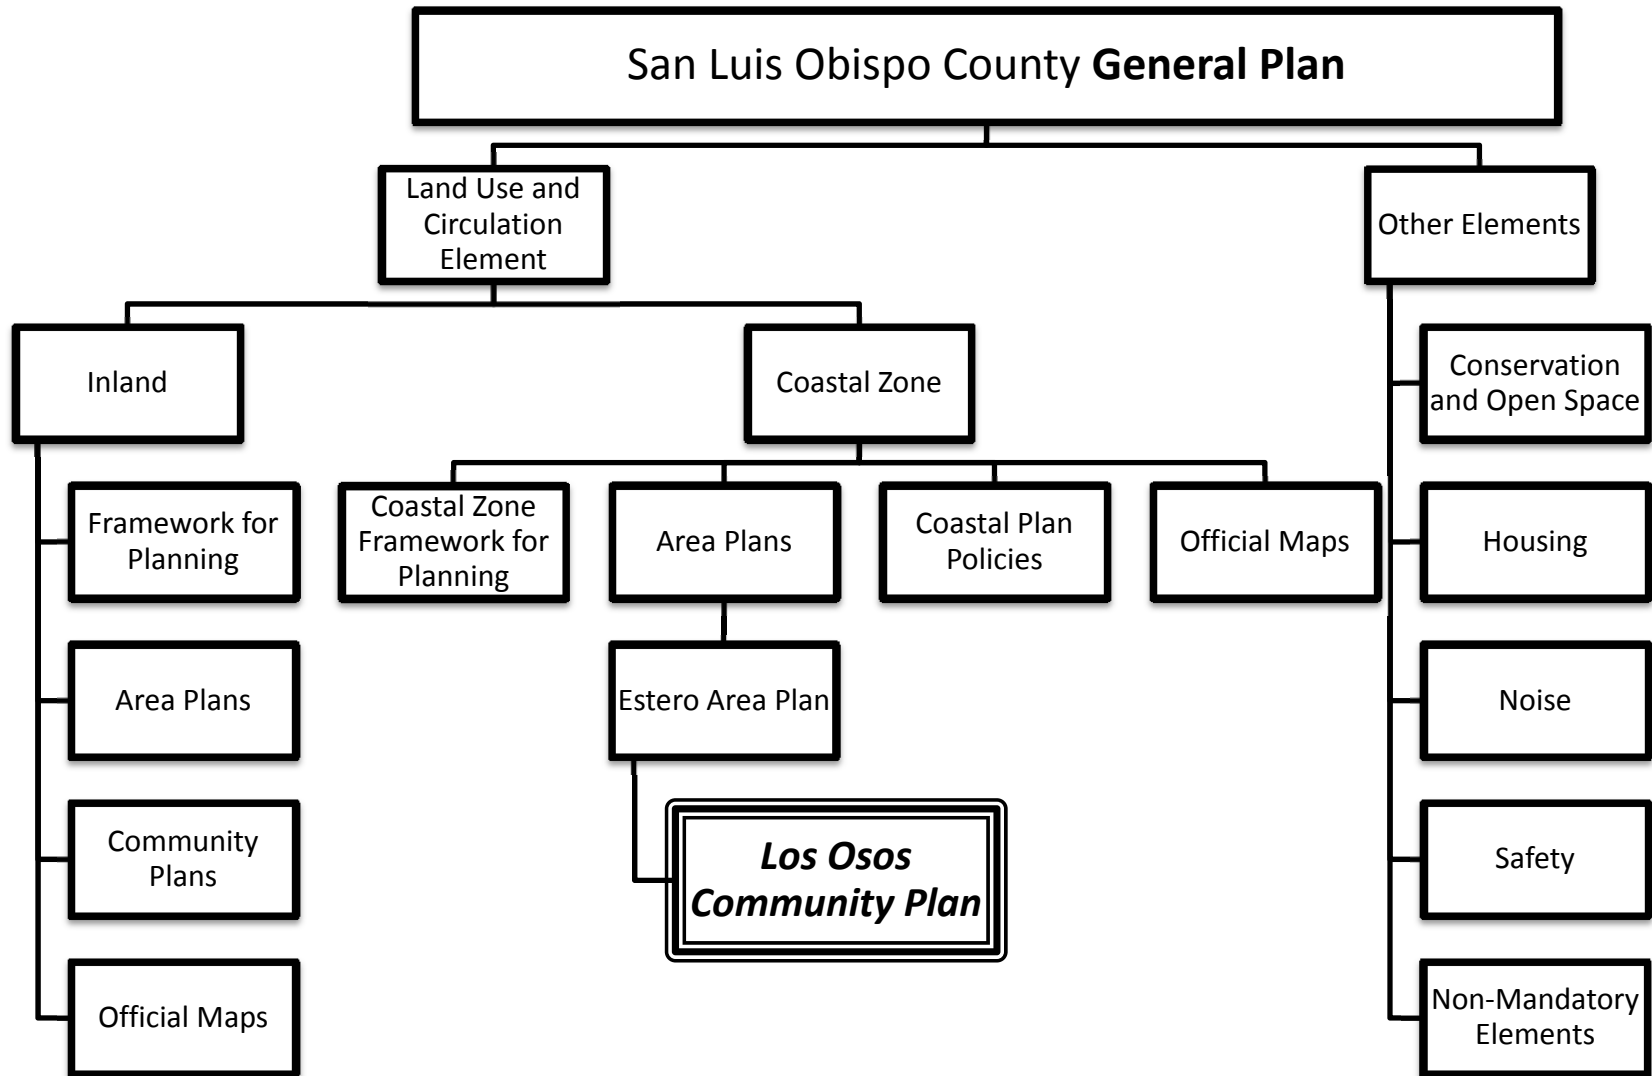 San Luis Obispo County General Plan
Land Use and
Circulation
Element
Other Elements
Inland
Coastal Zone
Conservation
and Open Space
Framework for
Planning
Coastal Zone
Framework for
Planning
Area Plans
Coastal Plan
Policies
Official Maps
Housing
Area Plans
Estero Area Plan
Noise
Community
Plans
Los Osos
Community Plan
Safety
Official Maps
Non-Mandatory
Elements